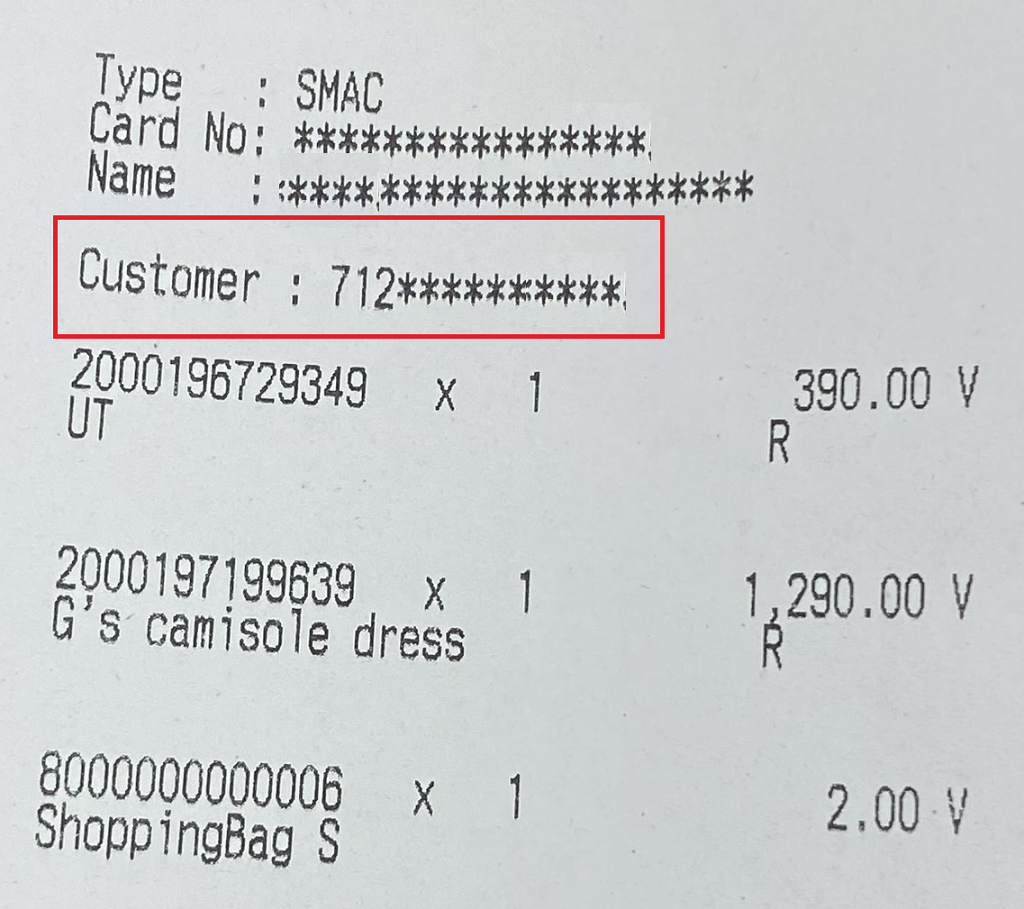 Type : SMAC
Card No: ****************
Name : *********************
Customer : 712**********
2000196729349 x 1 390.00 V
UT R
2000197199639 x 1 1,290.00 V
G's camisole dress R
8000000000006 x 1 2.00 V
ShoppingBag S